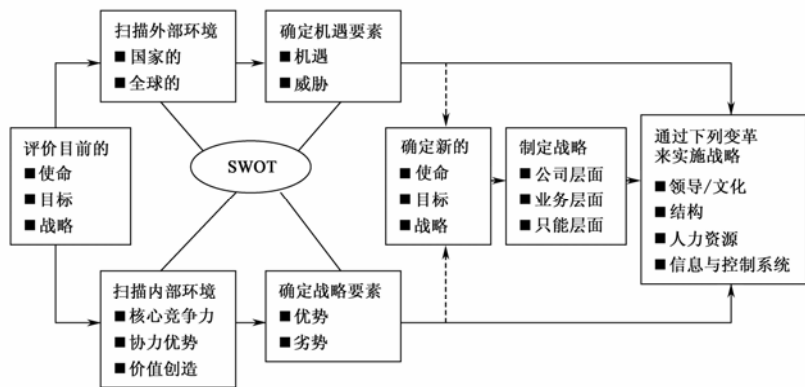 扫描外部环境
■ 国家的
■ 全球的
确定机遇要素
■ 机遇
■ 威胁
评价目前的
■ 使命
■ 目标
■ 战略
SWOT
确定新的
■ 使命
■ 目标
■ 战略
制定战略
■ 公司层面
■ 业务层面
■ 只能层面
通过下列变革
来实施战略
■ 领导/文化
■ 结构
■ 人力资源
■ 信息与控制系统
扫描内部环境
■ 核心竞争力
■ 协力优势
■ 价值创造
确定战略要素
■ 优势
■ 劣势